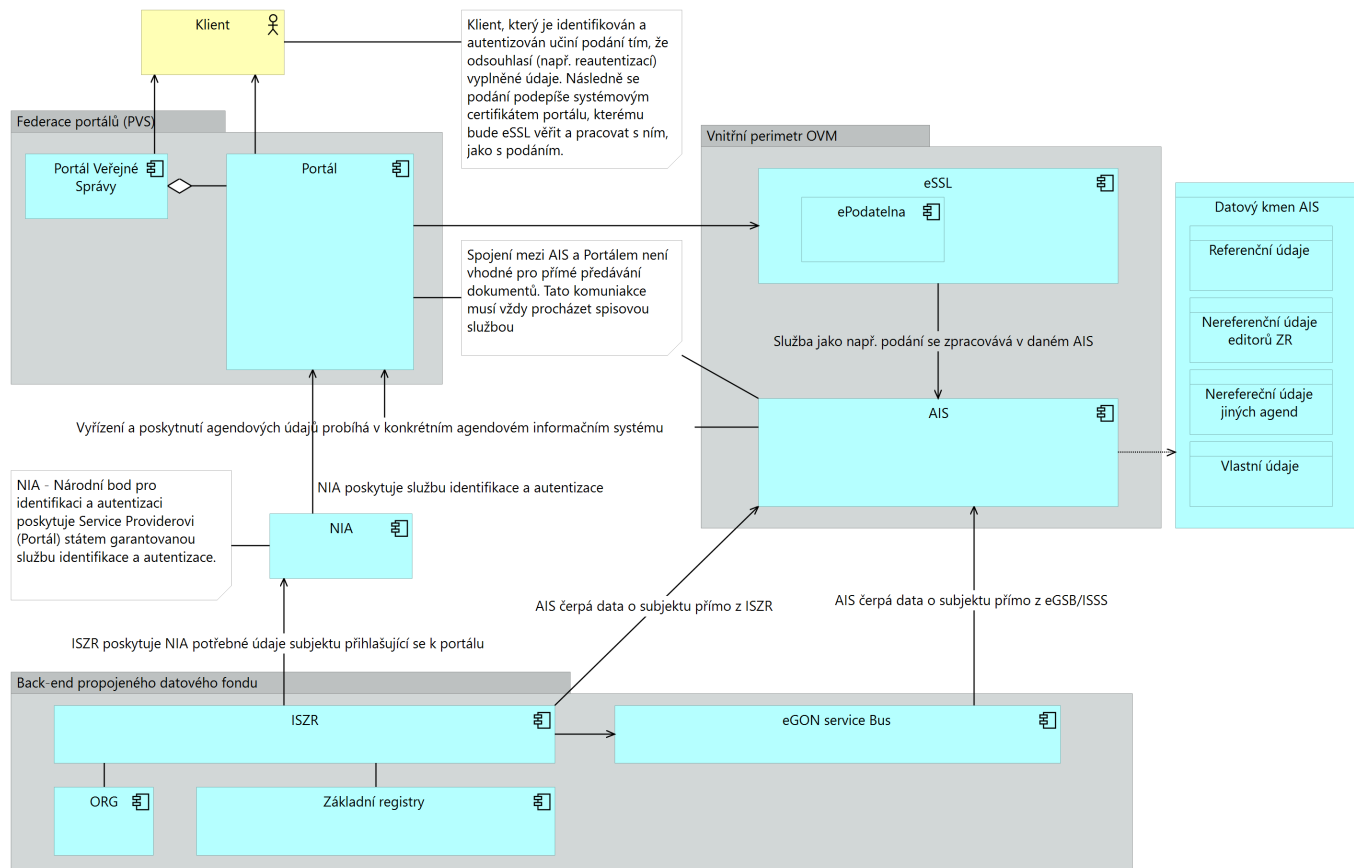 Klient
Klient, který je identifikován a
autentizován učiní podání tím, že
odsouhlasí (např. reautentizací)
vyplněné údaje. Následně se
podání podepíše systémovým
certifikátem portálu, kterému
bude eSSL věřit a pracovat s ním,
jako s podáním.
Federace portálů (PVS)
Portál Veřejné
Správy
Portál
Vnitřní perimetr OVM
eSSL
ePodatelna
Datový kmen AIS
Referenční údaje
Nereferenční údaje
editorů ZR
Nerefereční údaje
jiných agend
Vlastní údaje
Spojení mezi AIS a Portálem není
vhodné pro přímé předávání
dokumentů. Tato komuniakce
musí vždy procházet spisovou
službou
Služba jako např. podání se zpracovává v daném AIS
AIS
Vyřízení a poskytnutí agendových údajů probíhá v konkrétním agendovém informačním systému
NIA - Národní bod pro
identifikaci a autentizaci
poskytuje Service Providerovi
(Portál) státem garantovanou
službu identifikace a autentizace.
NIA poskytuje službu identifikace a autentizace
NIA
AIS čerpá data o subjektu přímo z ISZR
AIS čerpá data o subjektu přímo z eGSB/ISSS
ISZR poskytuje NIA potřebné údaje subjektu přihlašující se k portálu
Back-end propojeného datového fondu
ISZR
eGON service Bus
ORG
Základní registry